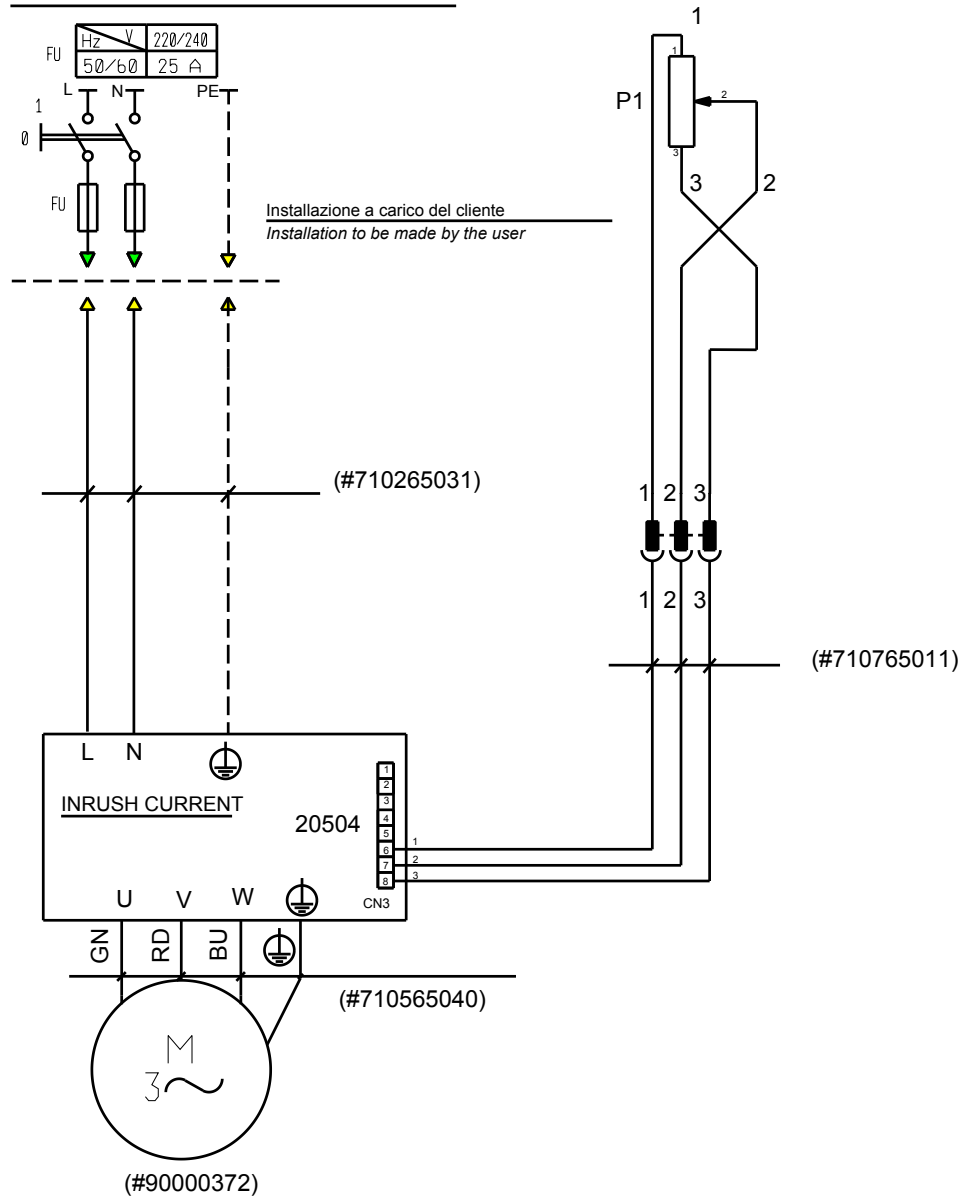 Hz V 220/240
FU 50/60 25 A
L N PE
1
0
FU
Installazione a carico del cliente
Installation to be made by the user
1
1
P1
2
3
3 2
(#710265031)
1 2 3
1 2 3
(#710765011)
L N
INRUSH CURRENT
20504
1
2
3
4
5
6 1
7 2
8 3
CN3
U V W
GN RD BU
(#710565040)
M
3
(#90000372)